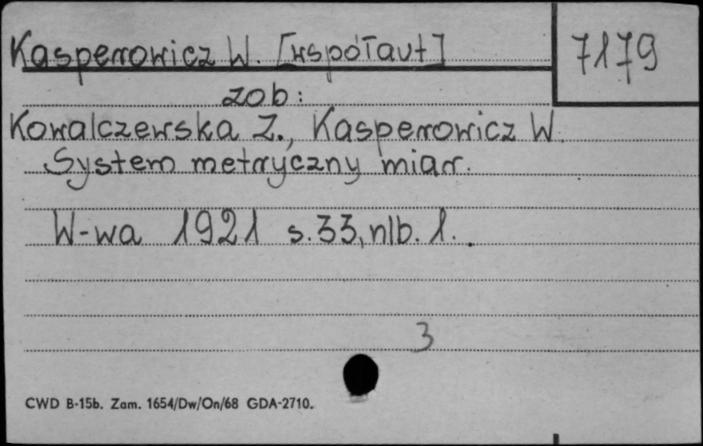 Kasperowicz W. [współaut] 7179
zob:
Kowalczewska Z., Kasperowicz W.
System metryczny miar.
W-wa 1921 s.33, nlb. 1.
3
CWD B-15b. Zam. 1654/Dw/On/68 GDA-2710.